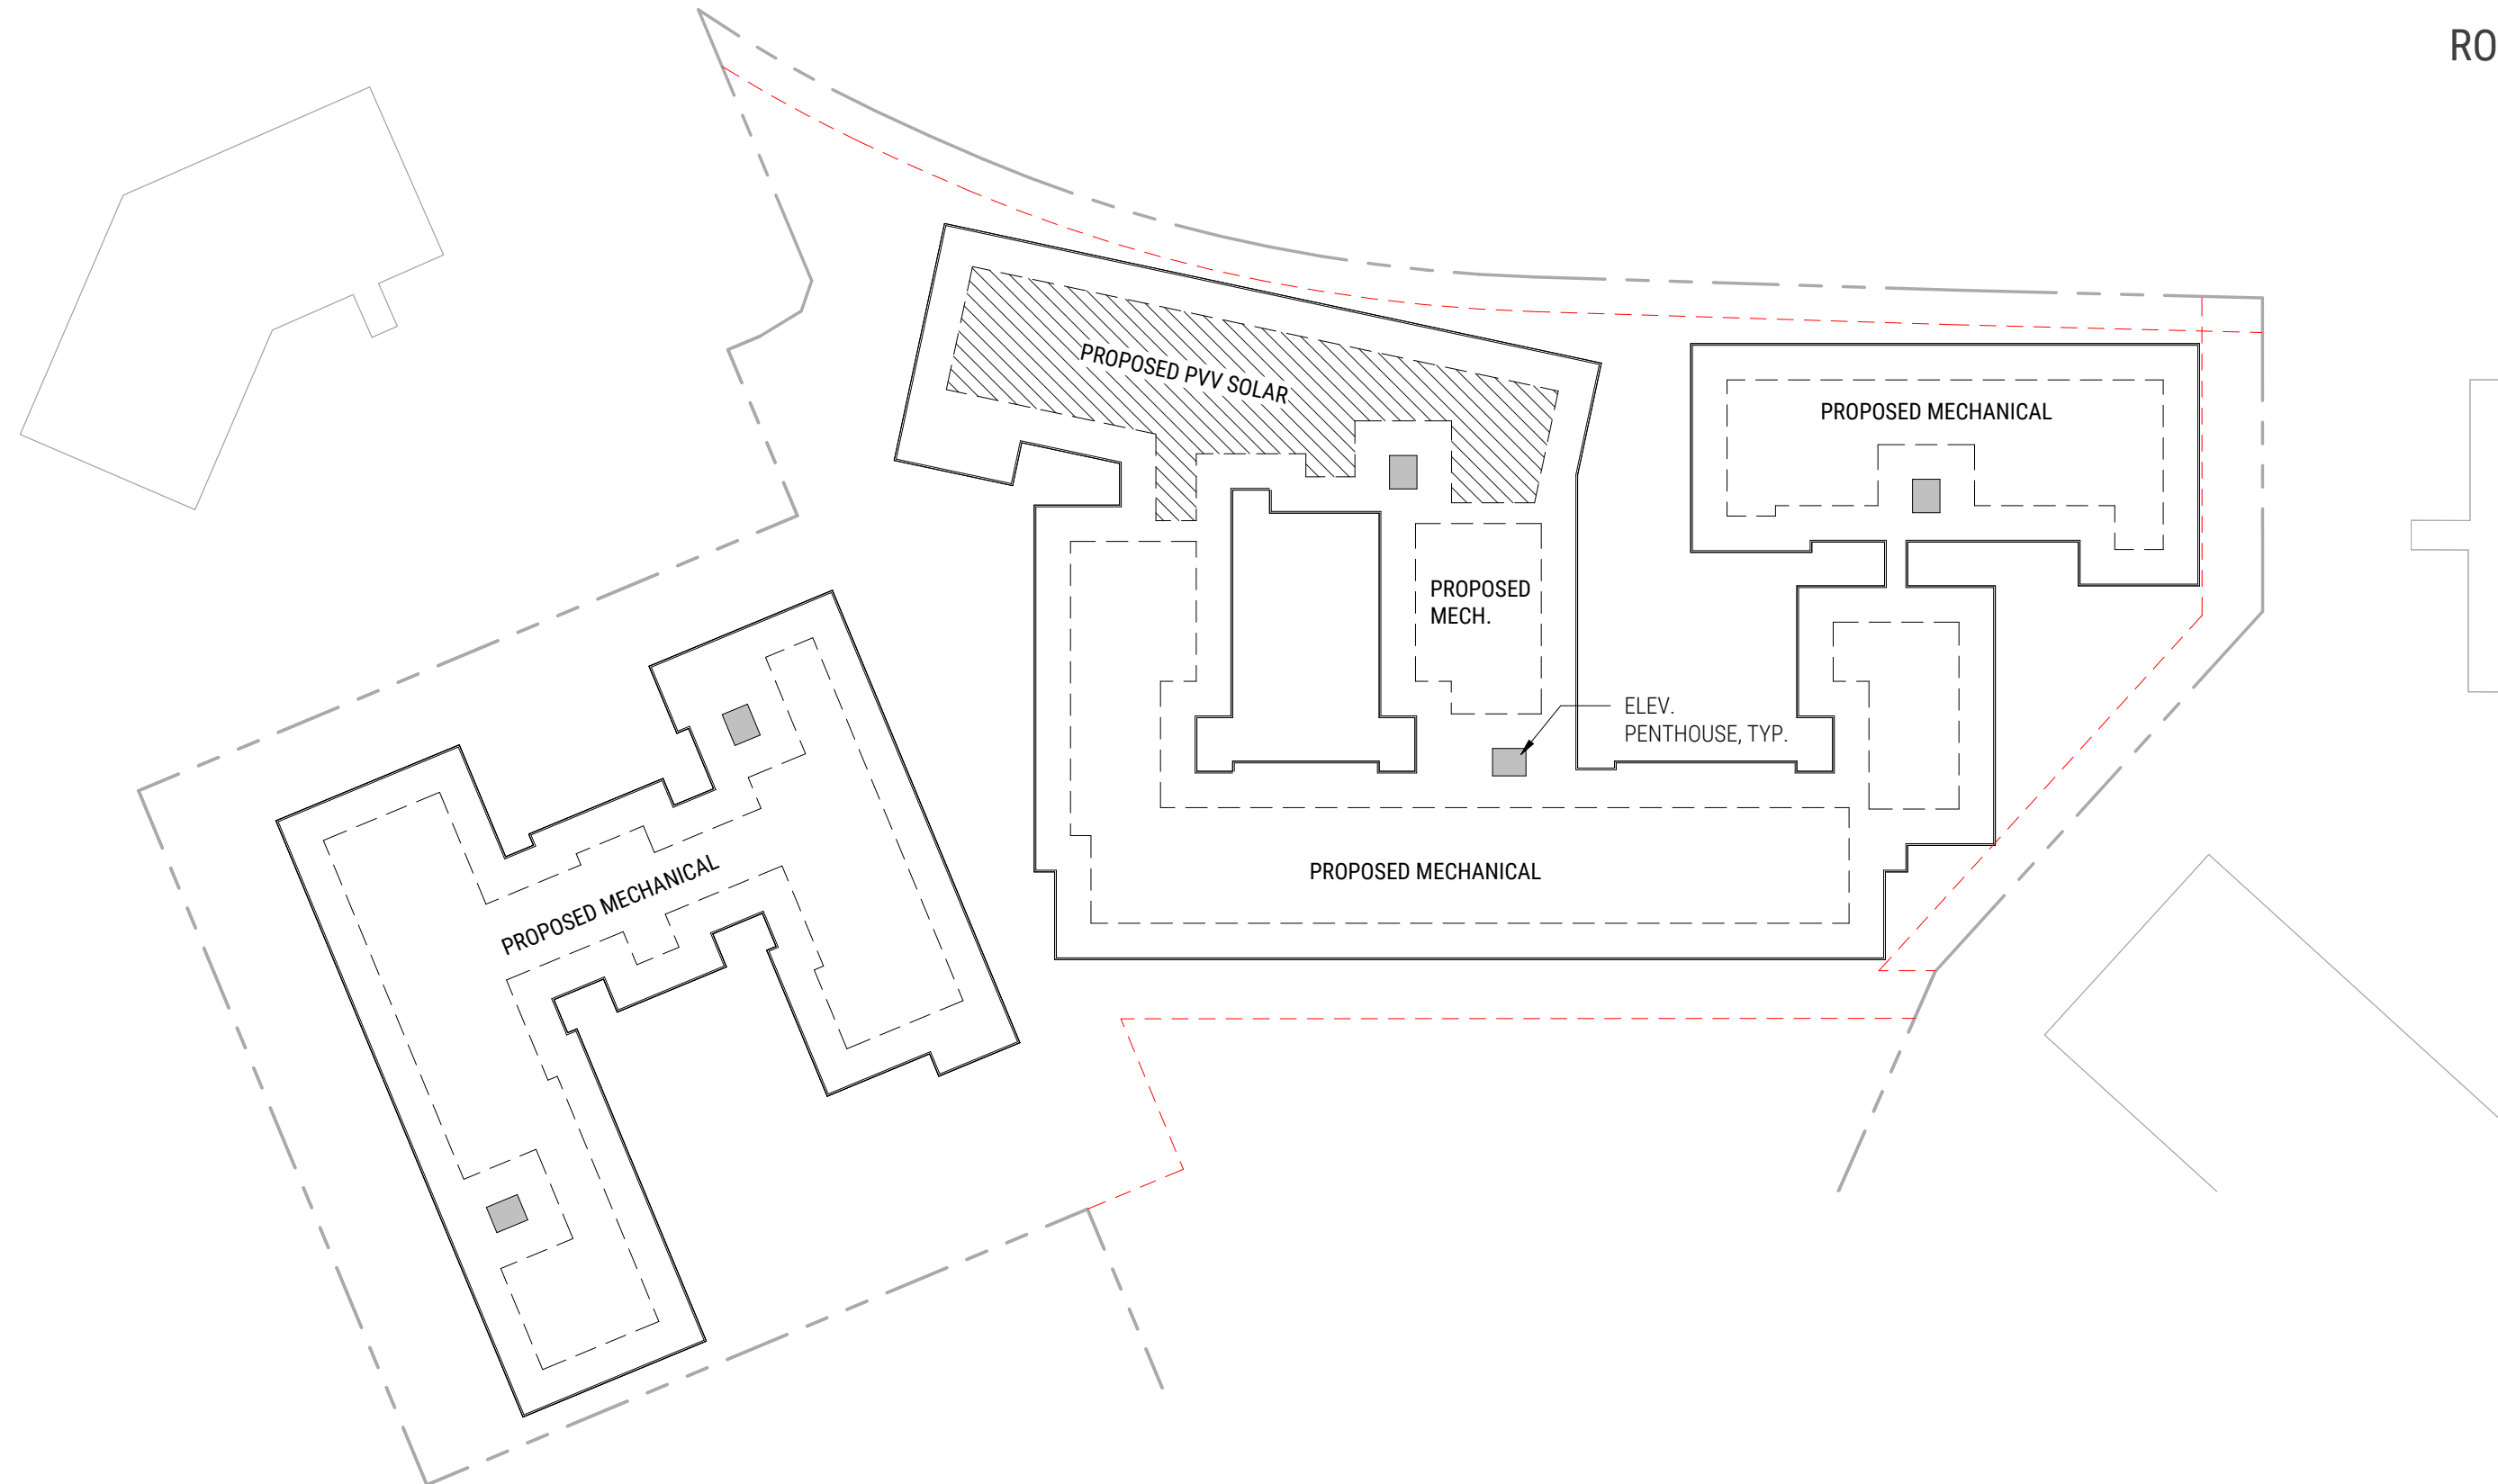 RO
PROPOSED PVV SOLAR
PROPOSED MECHANICAL
PROPOSED
MECH.
ELEV.
PENTHOUSE, TYP.
PROPOSED MECHANICAL
PROPOSED MECHANICAL